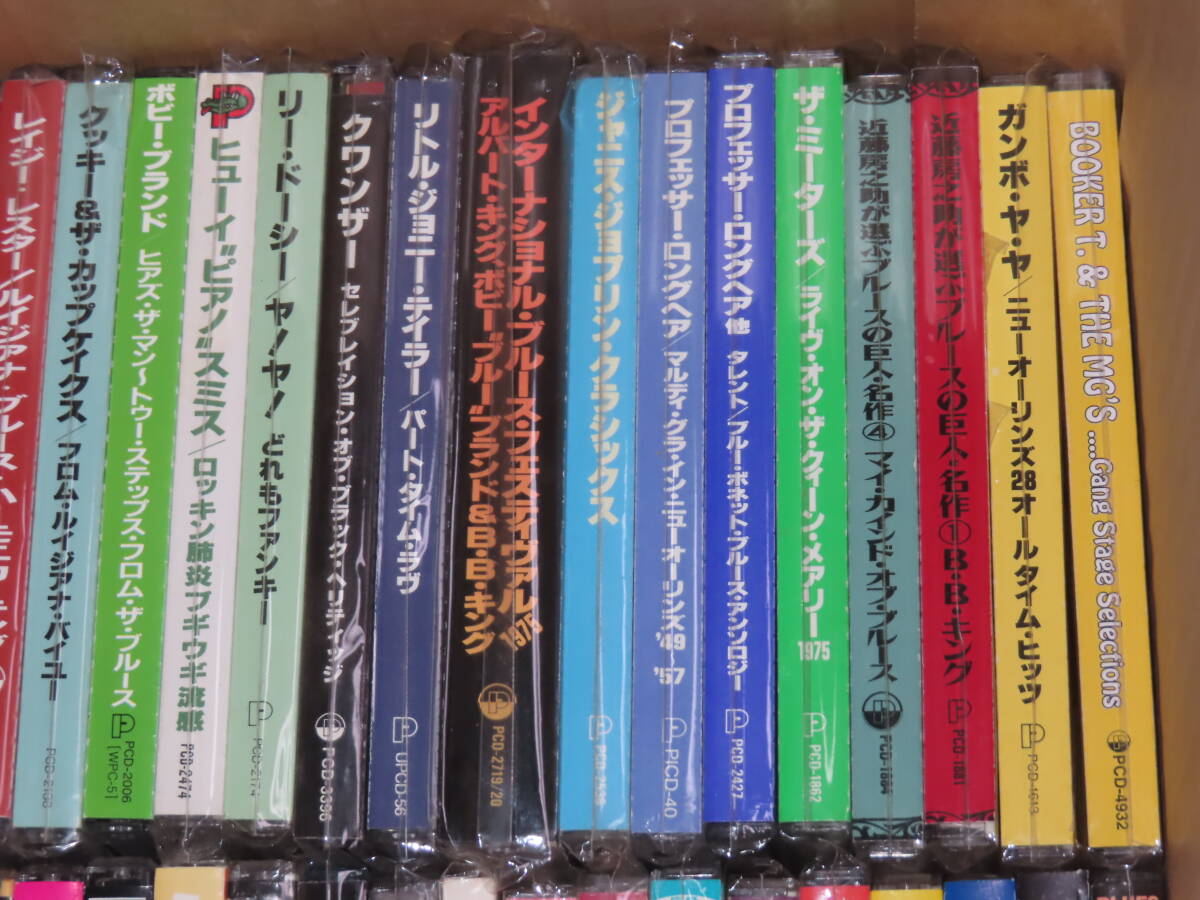 レイジー・レスター/ルイジアナ・ブルース
クッキー&ザ・カップケイクス/フロム・ルイジアナ・バイユー
ボビー・ブランド/ヒアズ・ザ・マン〜トゥー・ステップス・フロム・ザ・ブルース
PCD-2006
[WPC-5]
ヒューイ"ピアノ"スミス/ロッキン肺炎ブギウギ流感
PCD-2474
リー・ドーシー/ヤ!ヤ! どれもファンキー
PCD-2174
クワンザー セレブレイション・オブ・ブラック・ヘリティッジ
PCD-3396
リトル・ジョニー・テイラー/パート・タイム・ラヴ
UPCD-56
インターナショナル・ブルース・フェスティヴァル 1975
アルバート・キング、ボビー"ブルー"ブランド&B・B・キング
PCD-2719/20
ジャニス・ジョプリン・クラシックス
プロフェッサー・ロングヘア/マルディ・グラ・イン・ニューオーリンズ '49〜'57
PICD-40
プロフェッサー・ロングヘア他 タレント/ブルー・ボネット・ブルース・アンソロジー
PCD-2427
ザ・ミーターズ/ライヴ・オン・ザ・クィーン・メアリー 1975
PCD-1862
近藤房之助が選ぶブルースの巨人・名作④マイ・カインド・オブ・ブルース
近藤房之助が選ぶブルースの巨人・名作①B・B・キング
PCD-1881
ガンボ・ヤ・ヤ/ニューオーリンズ28オールタイム・ヒッツ
PCD-1613
BOOKER T. & THE MG'S ....Gang Stage Selections
PCD-4932